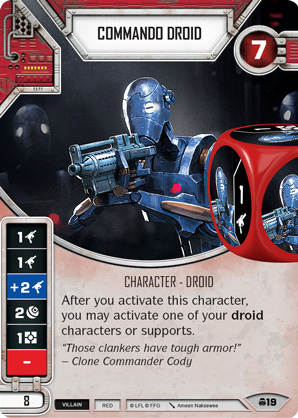 COMMANDO DROID
7
1
1
+2
2
1
–
8
1
CHARACTER - DROID
After you activate this character,
you may activate one of your droid
characters or supports.
“Those clankers have tough armor!”
– Clone Commander Cody
VILLAIN
RED
© LFL © FFG
Ameen Naksewee
19